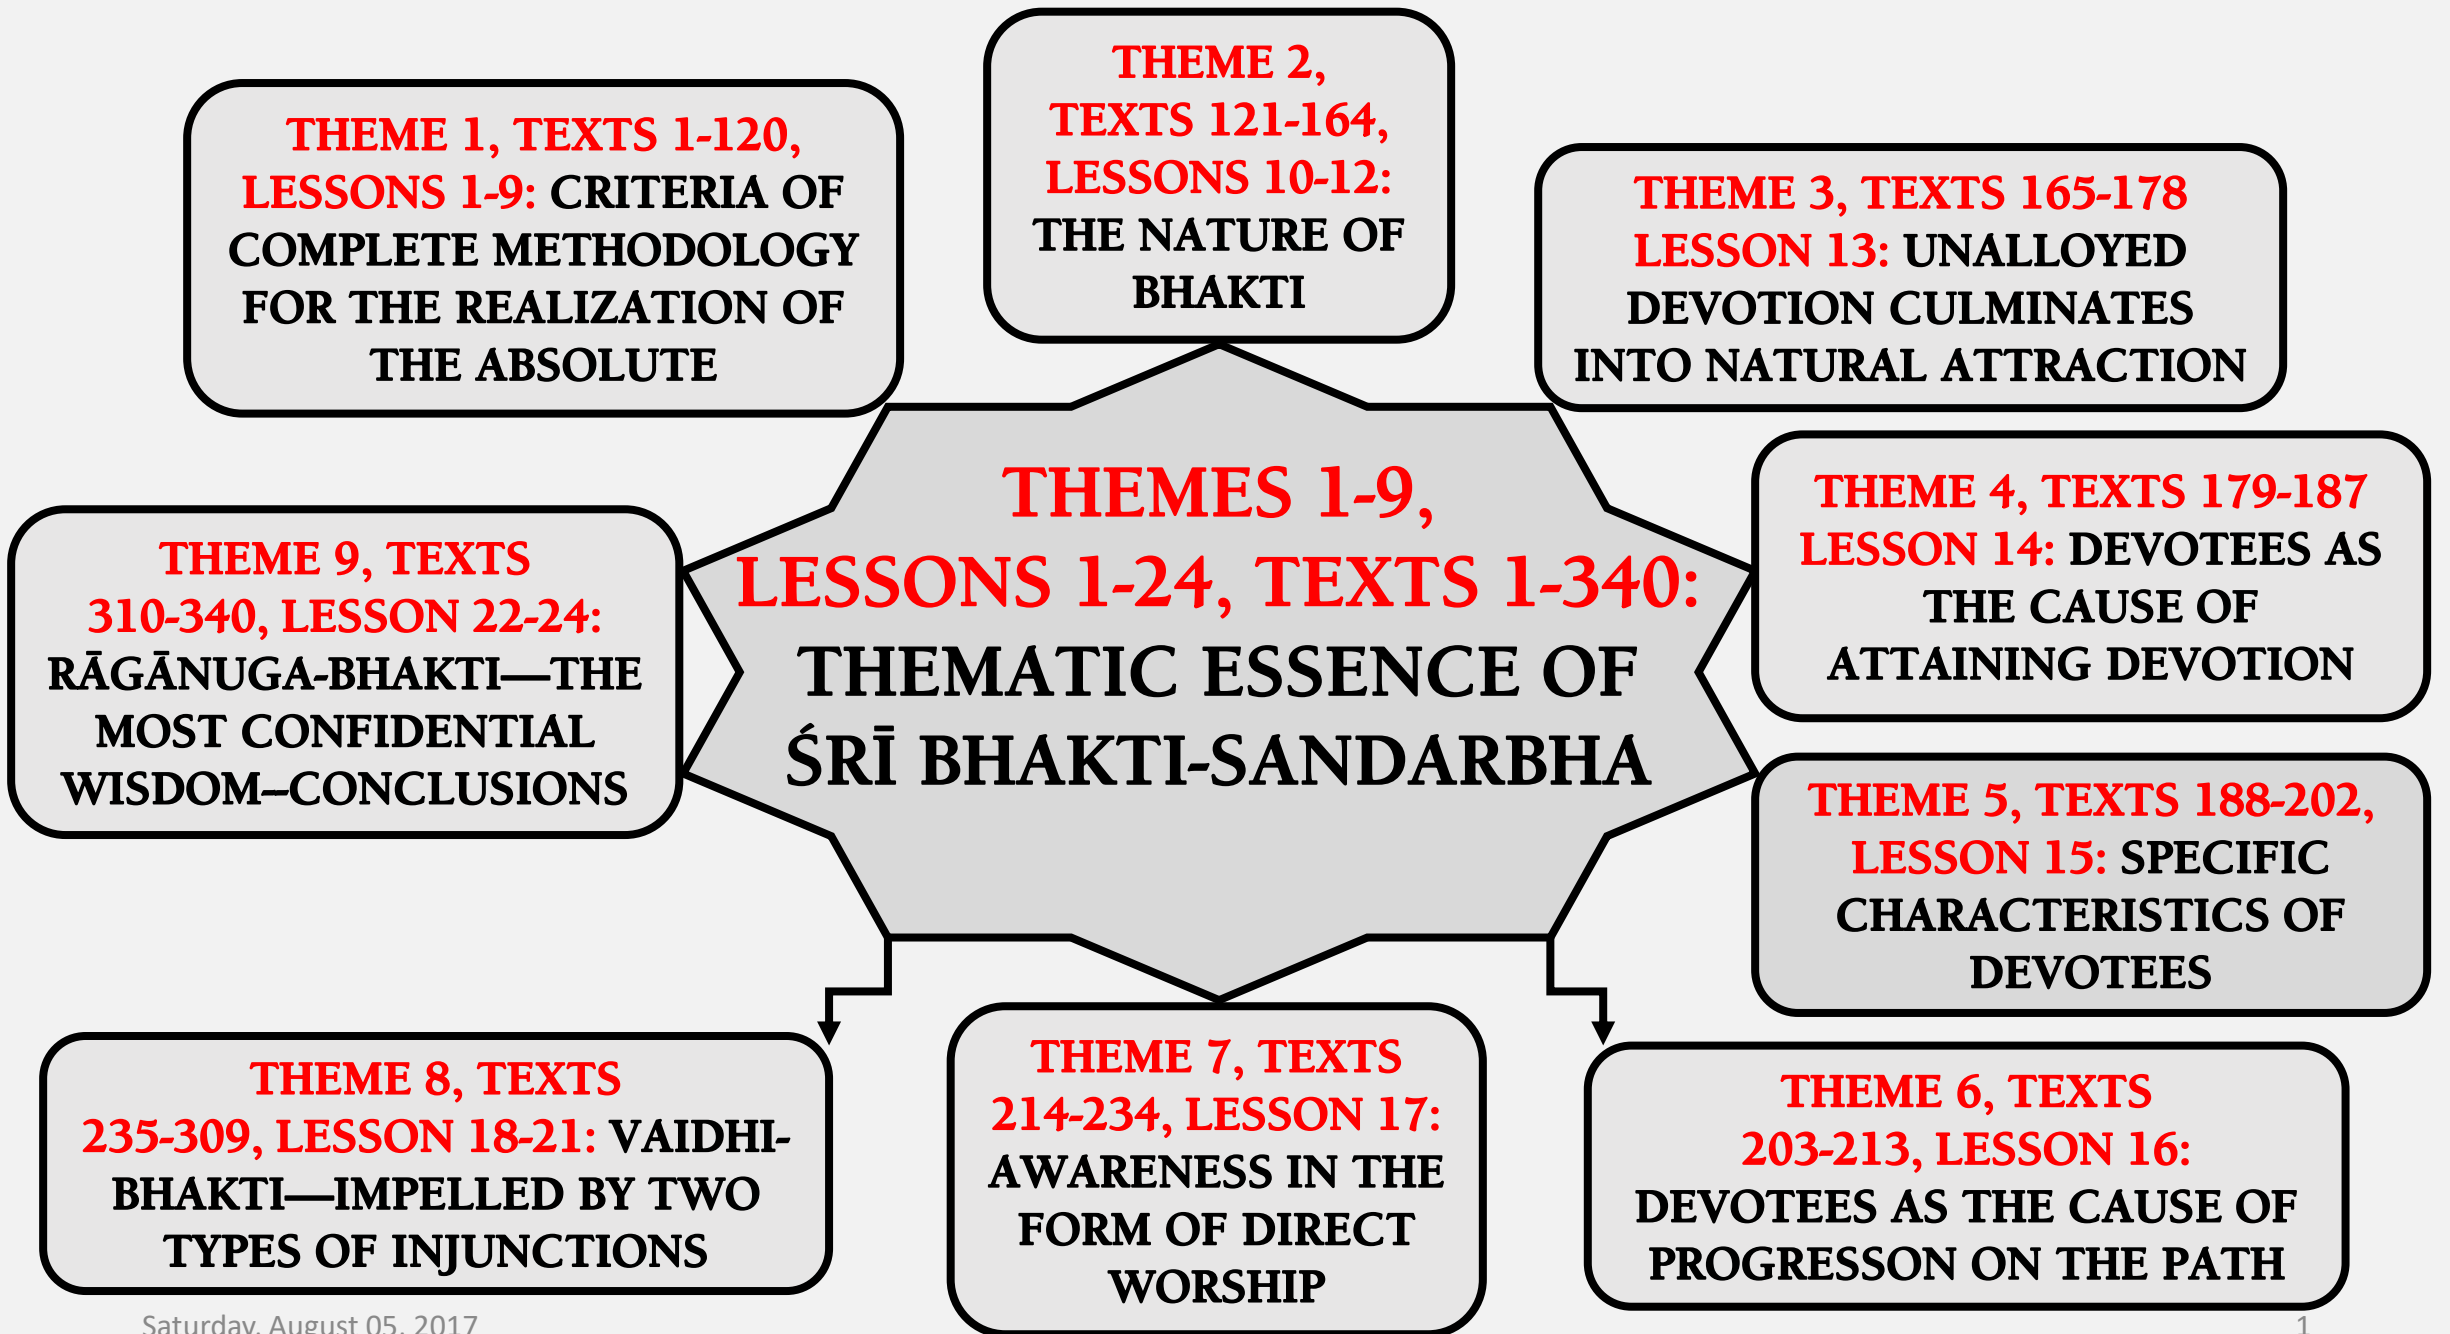 THEME 1, TEXTS 1-120,
LESSONS 1-9: CRITERIA OF
COMPLETE METHODOLOGY
FOR THE REALIZATION OF
THE ABSOLUTE
THEME 2,
TEXTS 121-164,
LESSONS 10-12:
THE NATURE OF
BHAKTI
THEME 3, TEXTS 165-178
LESSON 13: UNALLOYED
DEVOTION CULMINATES
INTO NATURAL ATTRACTION
THEMES 1-9,
LESSONS 1-24, TEXTS 1-340:
THEMATIC ESSENCE OF
ŚRĪ BHAKTI-SANDARBHA
THEME 4, TEXTS 179-187
LESSON 14: DEVOTEES AS
THE CAUSE OF
ATTAINING DEVOTION
THEME 5, TEXTS 188-202,
LESSON 15: SPECIFIC
CHARACTERISTICS OF
DEVOTEES
THEME 6, TEXTS
203-213, LESSON 16:
DEVOTEES AS THE CAUSE OF
PROGRESSON ON THE PATH
THEME 7, TEXTS
214-234, LESSON 17:
AWARENESS IN THE
FORM OF DIRECT
WORSHIP
THEME 8, TEXTS
235-309, LESSON 18-21: VAIDHI-
BHAKTI—IMPELLED BY TWO
TYPES OF INJUNCTIONS
THEME 9, TEXTS
310-340, LESSON 22-24:
RĀGĀNUGA-BHAKTI—THE
MOST CONFIDENTIAL
WISDOM–CONCLUSIONS
Saturday, August 05, 2017
1